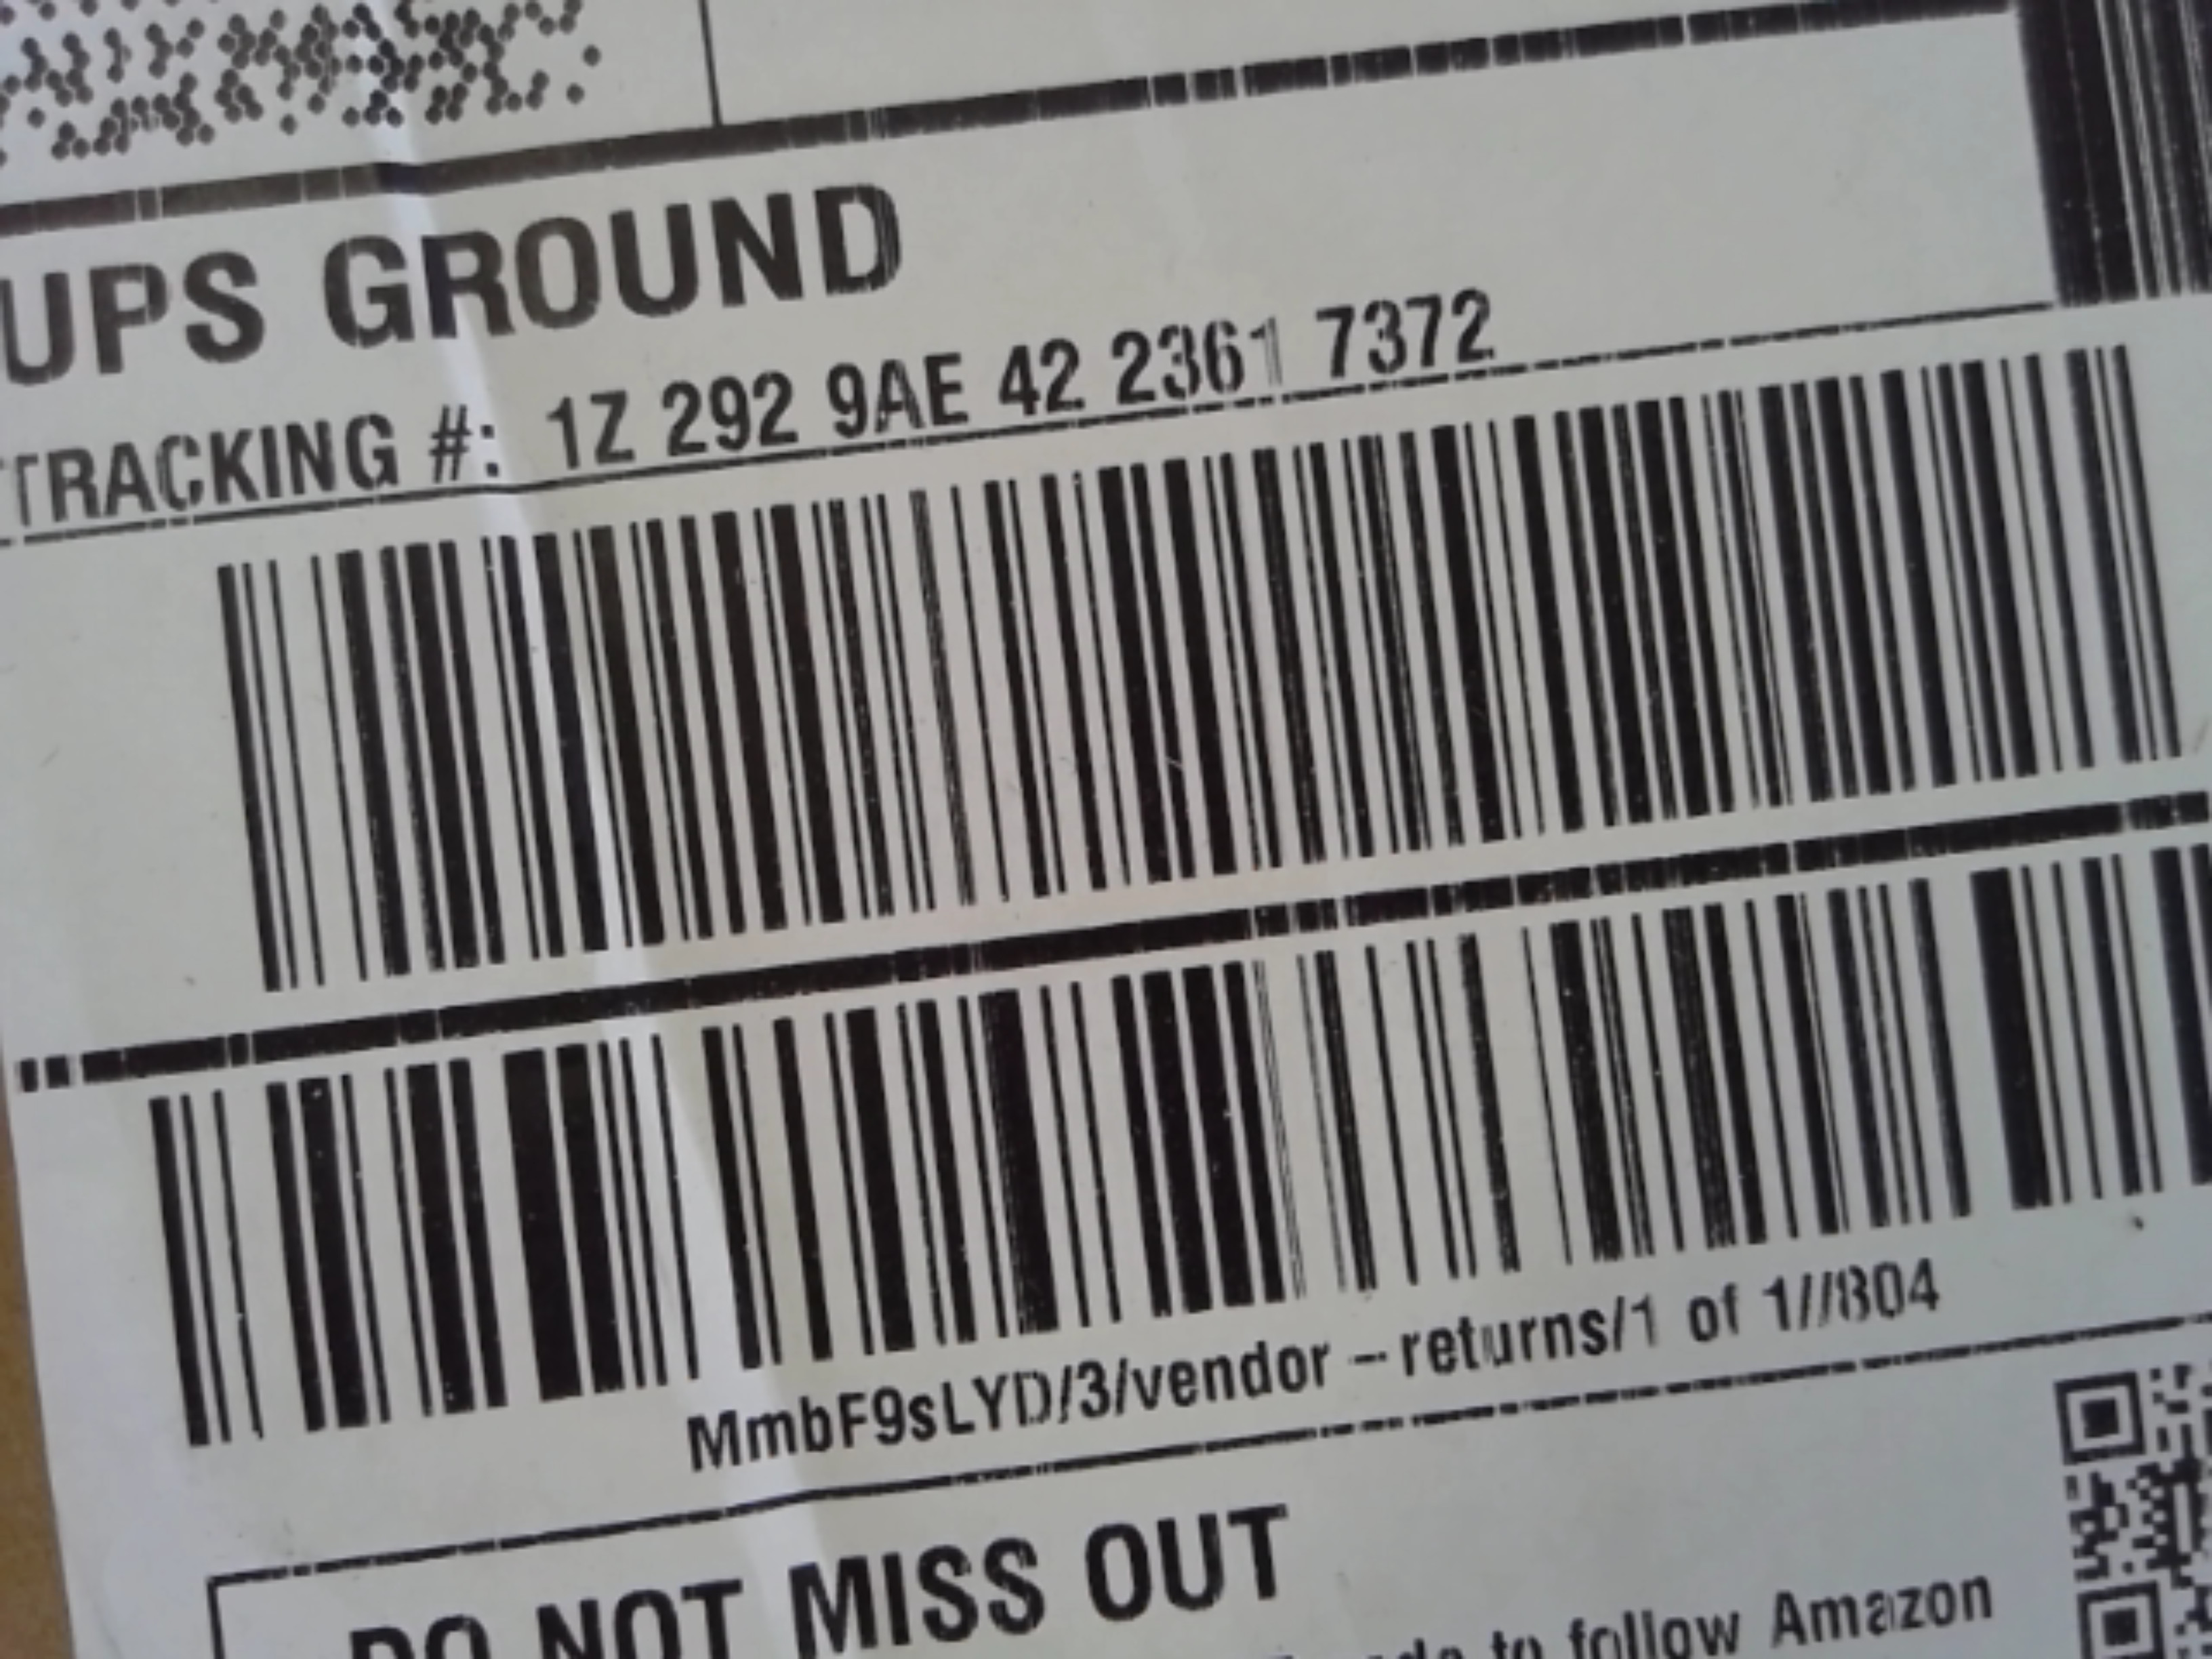 UPS GROUND
TRACKING #: 1Z 292 9AE 42 2361 7372
MmbF9sLYD/3/vendor-returns/1 of 1//804
DO NOT MISS OUT
to follow Amazon